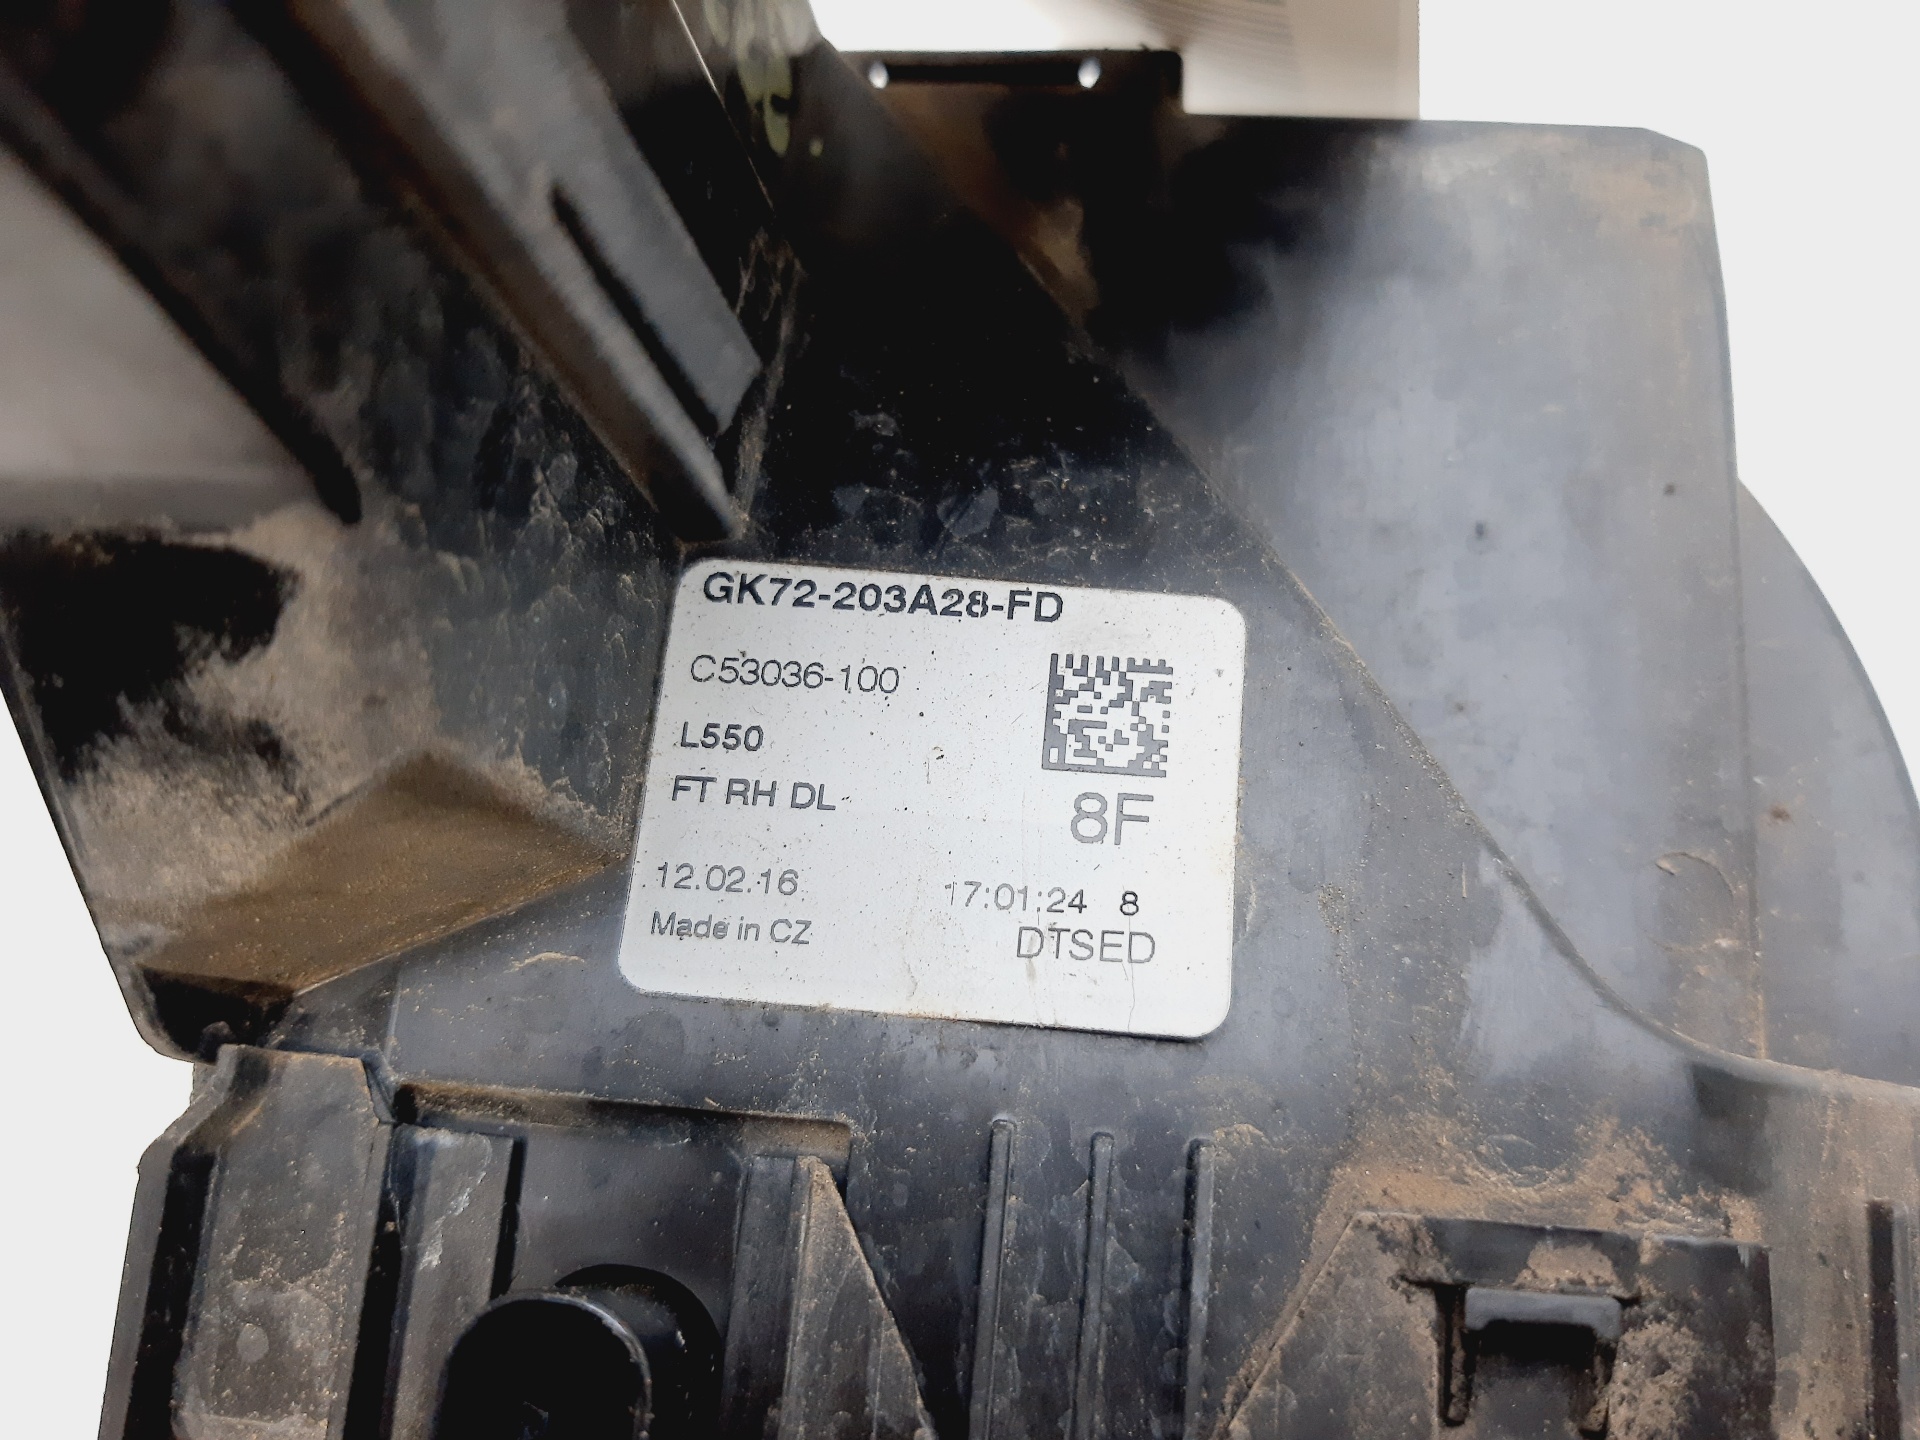 GK72-203A28-FD
C53036-100
L550
FT RH DL
8F
12.02.16
17:01:24 8
Made in CZ
DTSED